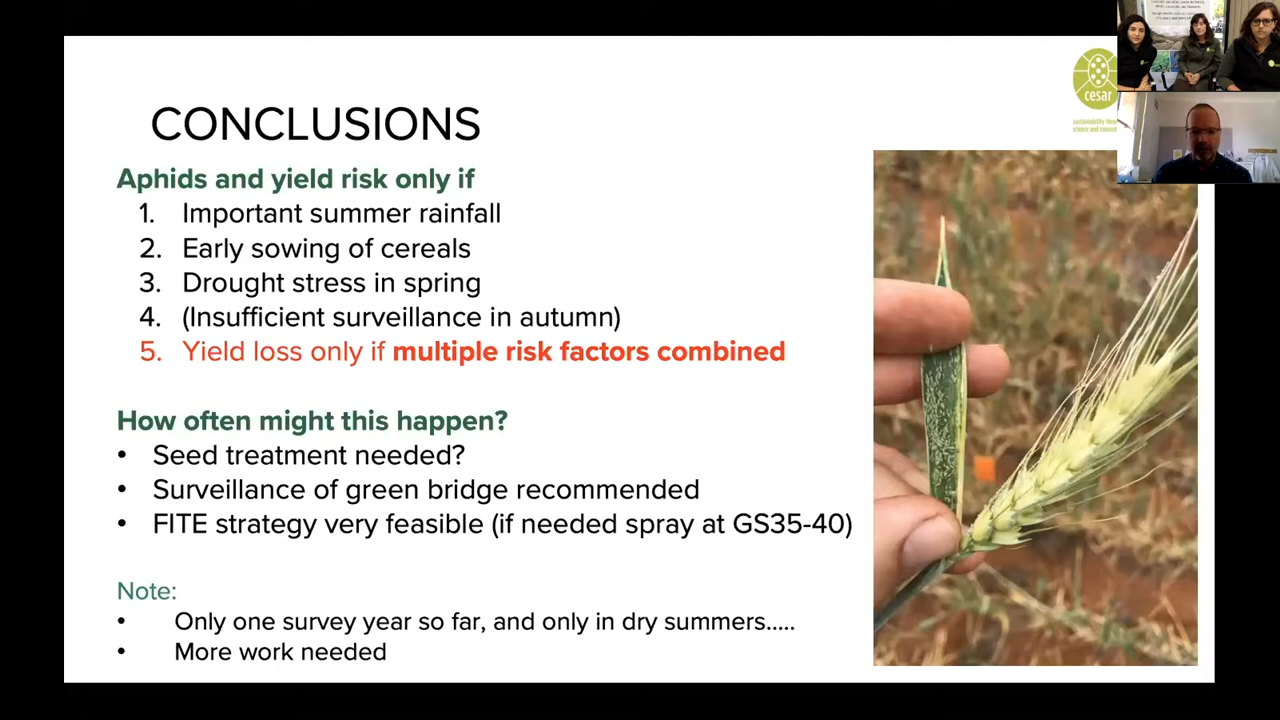 CONCLUSIONS
Aphids and yield risk only if
1. Important summer rainfall
2. Early sowing of cereals
3. Drought stress in spring
4. (Insufficient surveillance in autumn)
5. Yield loss only if multiple risk factors combined
How often might this happen?
• Seed treatment needed?
• Surveillance of green bridge recommended
• FITE strategy very feasible (if needed spray at GS35-40)
Note:
• Only one survey year so far, and only in dry summers.....
• More work needed
cesar